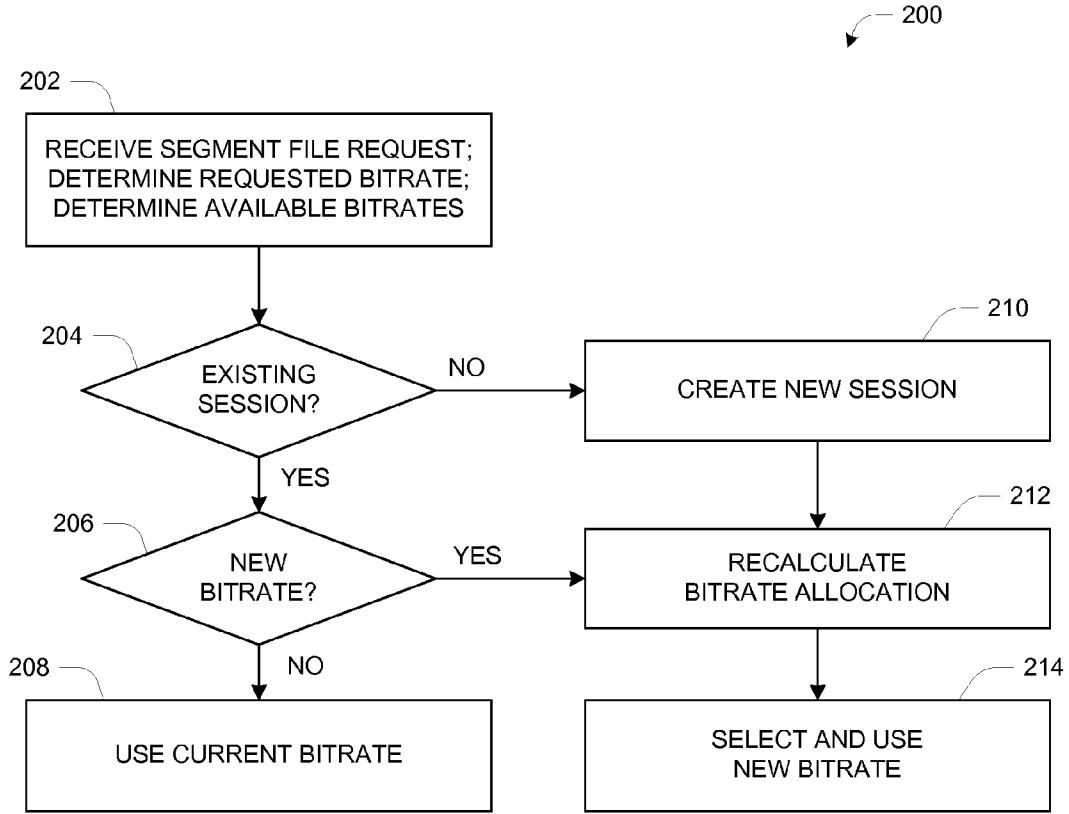 200
202
RECEIVE SEGMENT FILE REQUEST;
DETERMINE REQUESTED BITRATE;
DETERMINE AVAILABLE BITRATES
204
EXISTING
SESSION?
NO
210
CREATE NEW SESSION
YES
206
NEW
BITRATE?
YES
212
RECALCULATE
BITRATE ALLOCATION
NO
208
USE CURRENT BITRATE
214
SELECT AND USE
NEW BITRATE